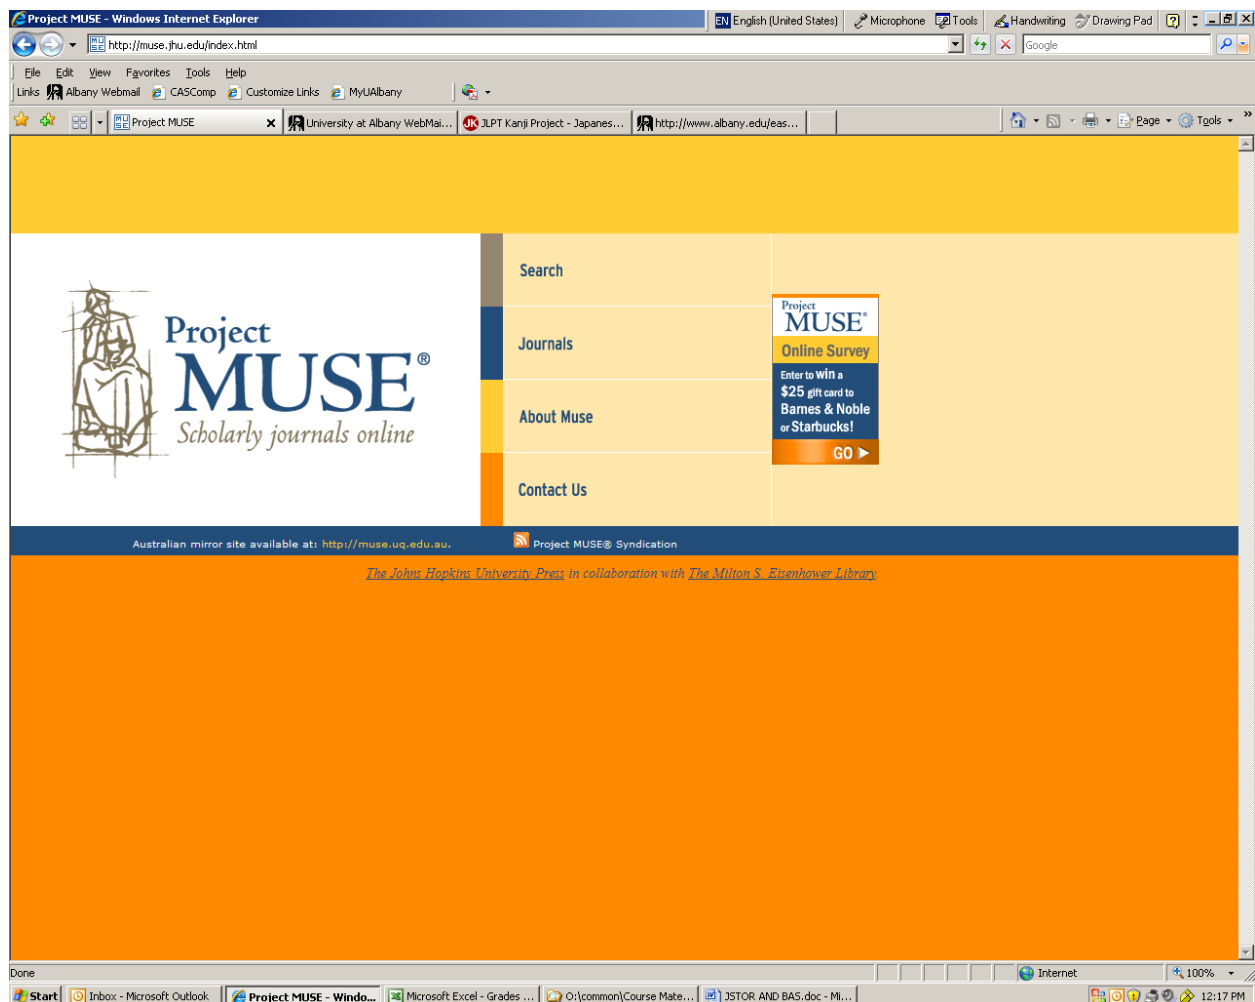 Project MUSE - Windows Internet Explorer
EN English (United States) Microphone Tools Handwriting Drawing Pad
http://muse.jhu.edu/index.html
Google
File Edit View Favorites Tools Help
Links Albany Webmail CASComp Customize Links MyUAlbany
Project MUSE University at Albany WebMai... JLPT Kanji Project - Japanes... http://www.albany.edu/eas... Page Tools
Search
Journals
About Muse
Contact Us
Project
MUSE®
Scholarly journals online
Project
MUSE®
Online Survey
Enter to win a
$25 gift card to
Barnes & Noble
or Starbucks!
GO
Australian mirror site available at: http://muse.uq.edu.au. Project MUSE® Syndication
The Johns Hopkins University Press in collaboration with The Milton S. Eisenhower Library.
Done Internet 100%
Start Inbox - Microsoft Outlook Project MUSE - Windo... Microsoft Excel - Grades ... O:\common\Course Mate... JSTOR AND BAS.doc - Mi... 12:17 PM